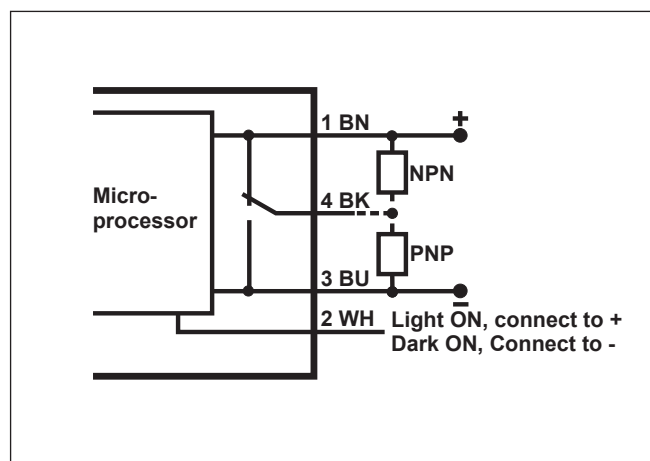 1 BN
+
NPN
Micro-
processor
4 BK
PNP
3 BU
-
2 WH
Light ON, connect to +
Dark ON, Connect to -